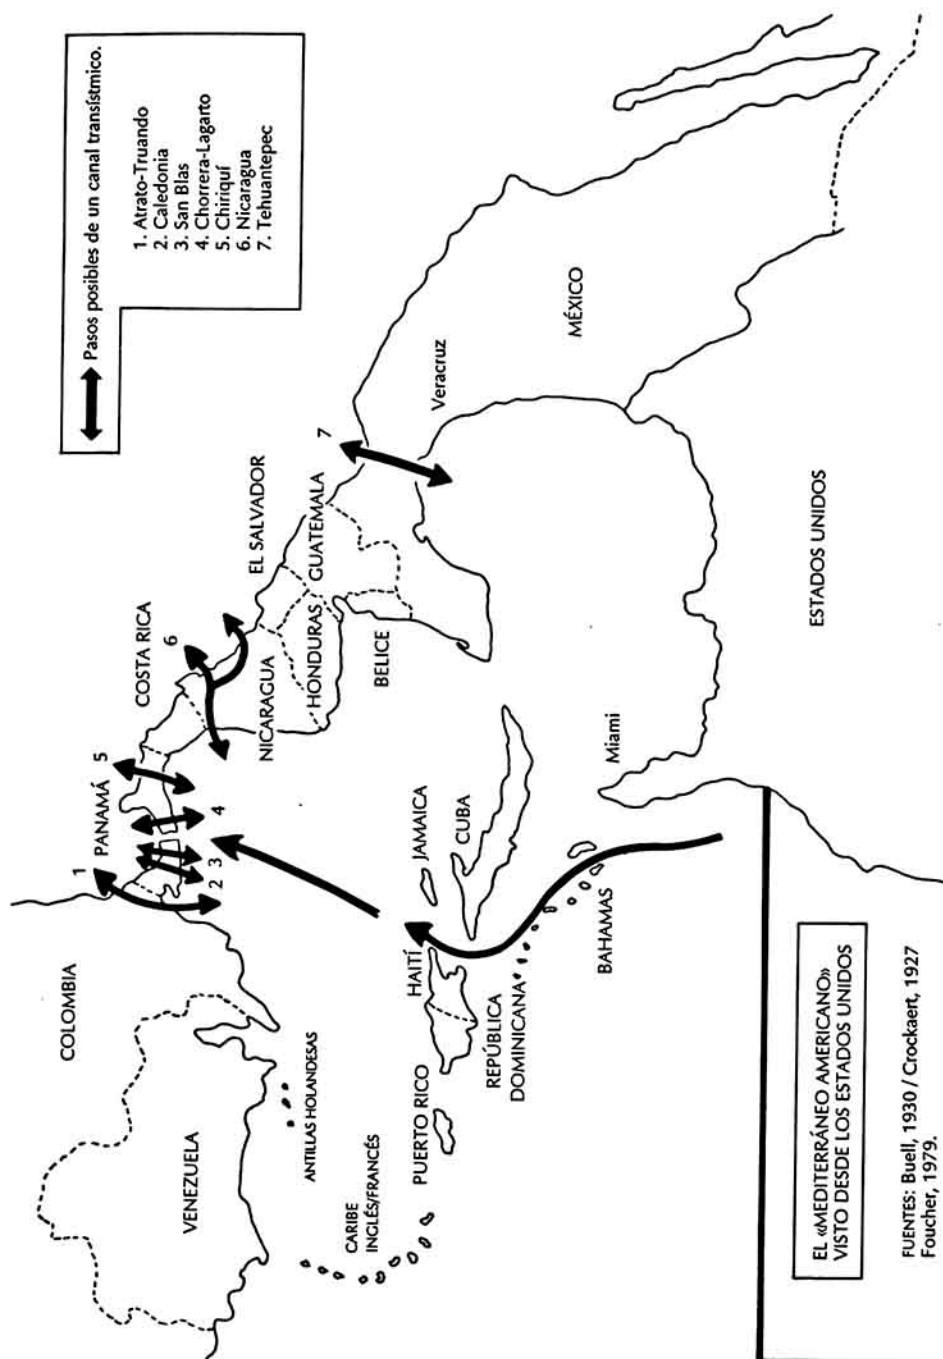 Pasos posibles de un canal transístmico.
1. Atrato-Truando
2. Caledonia
3. San Blas
4. Chorrera-Lagarto
5. Chiriquí
6. Nicaragua
7. Tehuantepec
COLOMBIA
VENEZUELA
PANAMÁ
1
2
3
4
5
COSTA RICA
6
NICARAGUA
EL SALVADOR
HONDURAS
GUATEMALA
BELICE
7
Veracruz
MÉXICO
ANTILLAS HOLANDESAS
CARIBE
INGLÉS/FRANCÉS
PUERTO RICO
REPÚBLICA
DOMINICANA
HAITÍ
JAMAICA
CUBA
BAHAMAS
Miami
ESTADOS UNIDOS
EL «MEDITERRÁNEO AMERICANO»
VISTO DESDE LOS ESTADOS UNIDOS
FUENTES: Buell, 1930 / Crockaert, 1927
Foucher, 1979.